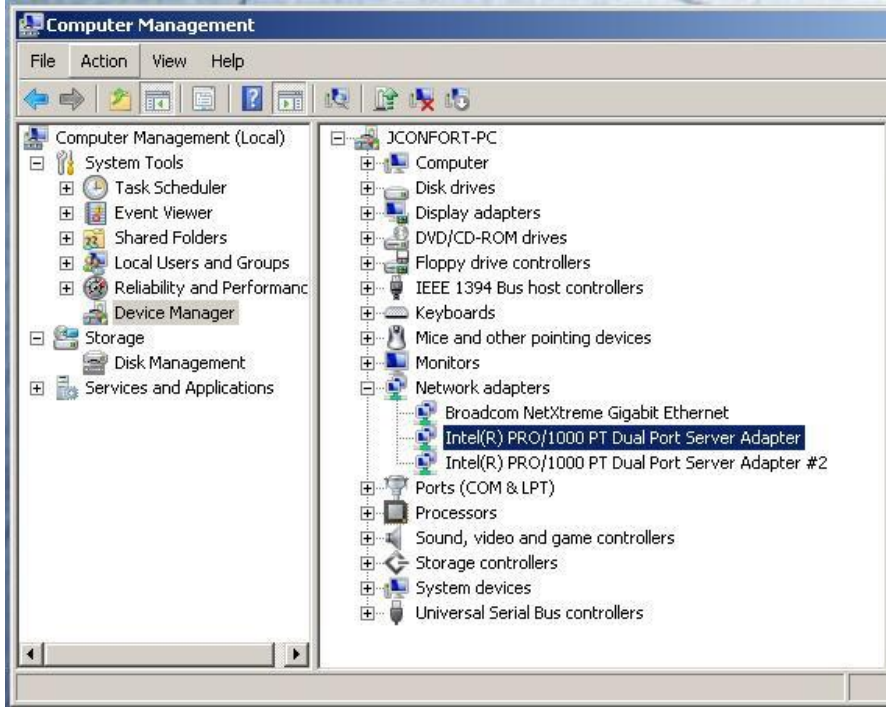 Computer Management
File Action View Help
Computer Management (Local)
System Tools
Task Scheduler
Event Viewer
Shared Folders
Local Users and Groups
Reliability and Performanc
Device Manager
Storage
Disk Management
Services and Applications
JCONFORT-PC
Computer
Disk drives
Display adapters
DVD/CD-ROM drives
Floppy drive controllers
IEEE 1394 Bus host controllers
Keyboards
Mice and other pointing devices
Monitors
Network adapters
Broadcom NetXtreme Gigabit Ethernet
Intel(R) PRO/1000 PT Dual Port Server Adapter
Intel(R) PRO/1000 PT Dual Port Server Adapter #2
Ports (COM & LPT)
Processors
Sound, video and game controllers
Storage controllers
System devices
Universal Serial Bus controllers